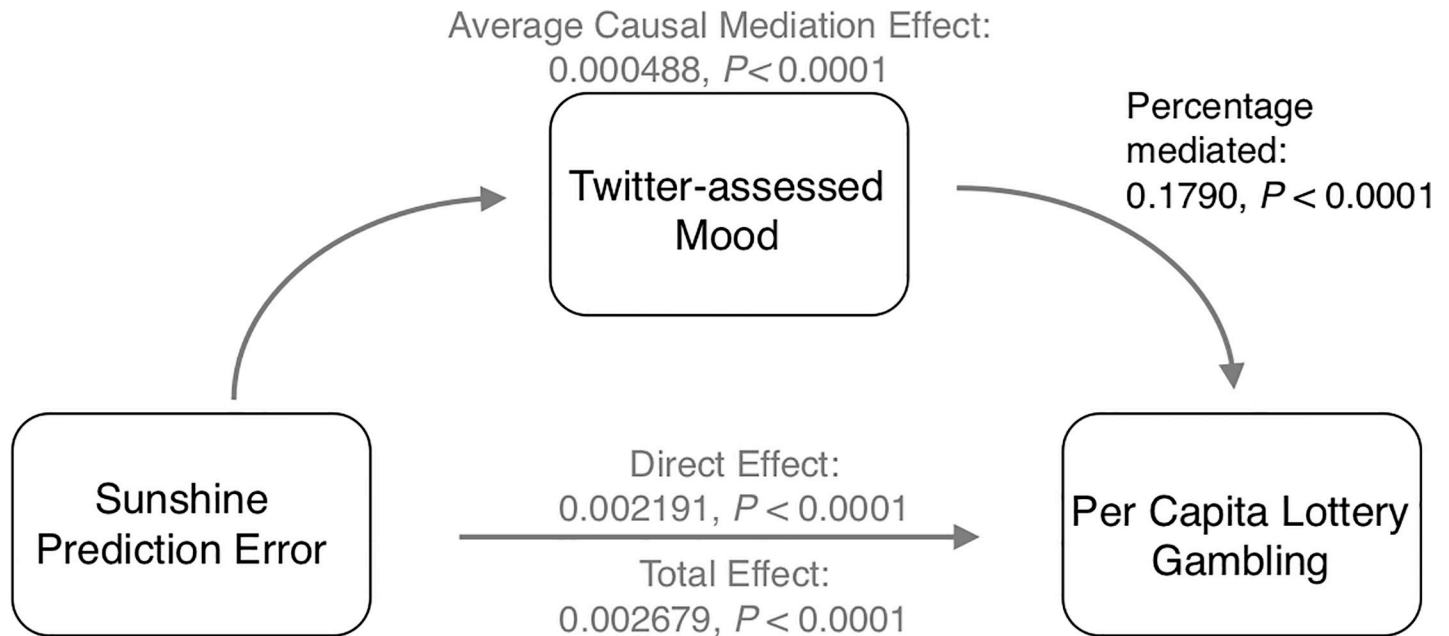 Average Causal Mediation Effect:
0.000488, P< 0.0001
Percentage
mediated:
0.1790, P < 0.0001
Twitter-assessed
Mood
Sunshine
Prediction Error
Direct Effect:
0.002191, P < 0.0001
Total Effect:
0.002679, P < 0.0001
Per Capita Lottery
Gambling